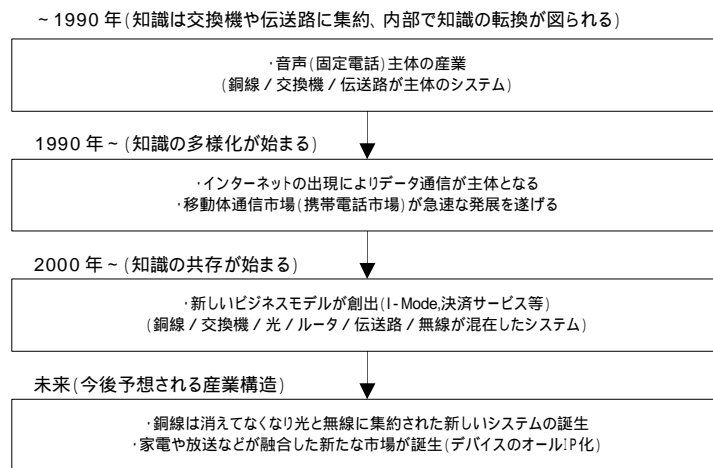 ~1990年(知識は交換機や伝送路に集約、内部で知識の転換が図られる)
・音声(固定電話)主体の産業
(銅線/交換機/伝送路が主体のシステム)
1990年~(知識の多様化が始まる)
・インターネットの出現によりデータ通信が主体となる
・移動体通信市場(携帯電話市場)が急速な発展を遂げる
2000年~(知識の共存が始まる)
・新しいビジネスモデルが創出(I-Mode,決済サービス等)
(銅線/交換機/光/ルータ/伝送路/無線が混在したシステム)
未来(今後予想される産業構造)
・銅線は消えてなくなり光と無線に集約された新しいシステムの誕生
・家電や放送などが融合した新たな市場が誕生(デバイスのオールIP化)